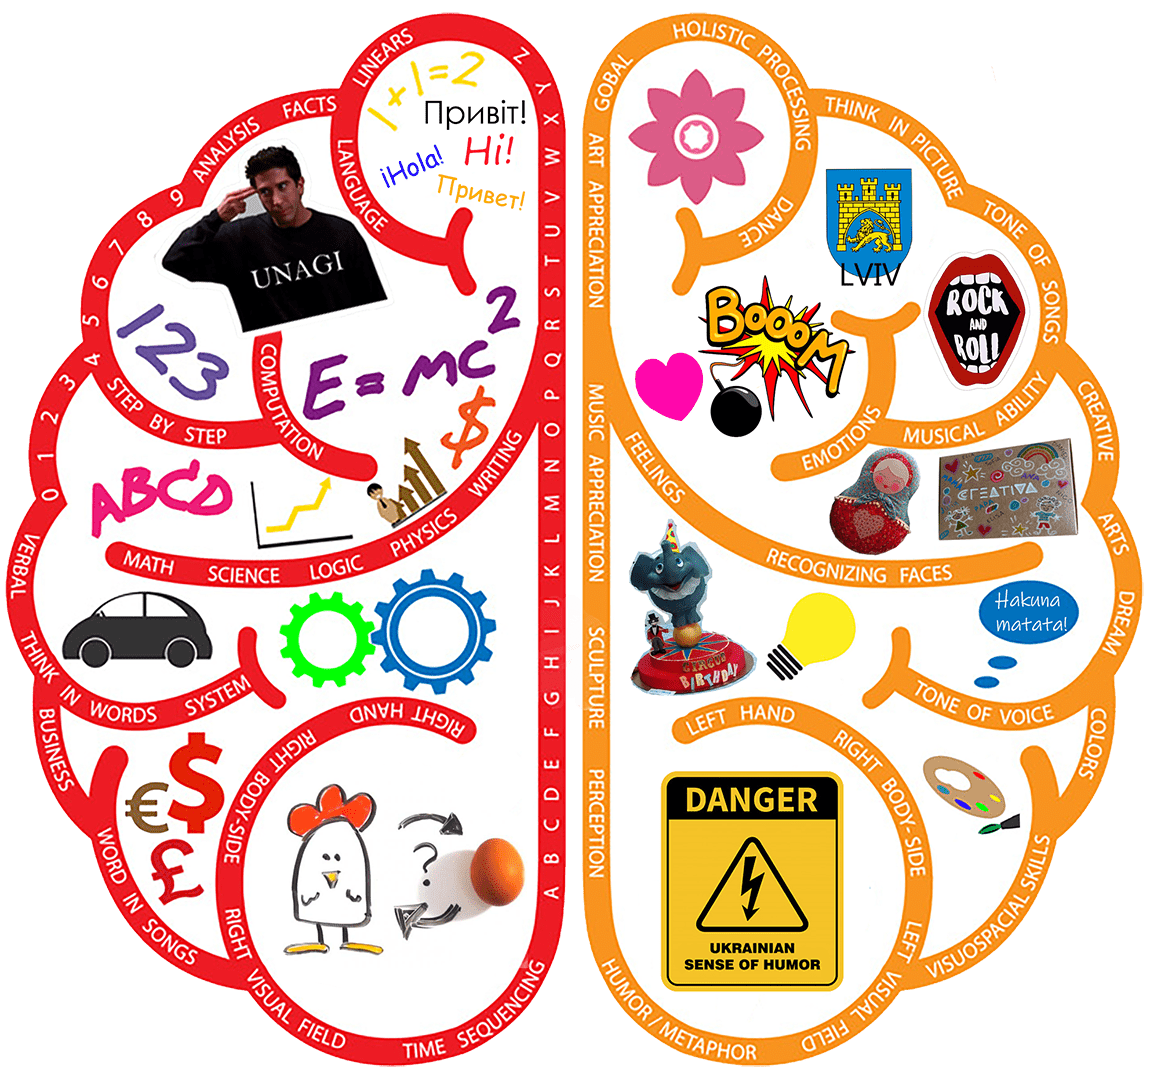 LINEARS
FACTS
ANALYSIS
9
8
7
6
5
4
3
2
1
0
VERBAL
THINK IN WORDS
SYSTEM
BUSINESS
WORD IN SONGS
LANGUAGE
1+1=2
Привіт!
¡Hola!
Hi!
Привет!
UNAGI
123
STEP BY STEP
COMPUTATION
E=mc2
$
ABCD
MATH SCIENCE LOGIC PHYSICS WRITING
€
$
£
RIGHT HAND
RIGHT BODY-SIDE
RIGHT VISUAL FIELD
?
TIME SEQUENCING
A B C D E F G H I J K L M N O P Q R S T U V W X Y Z
GOBAL
HOLISTIC PROCESSING
DANCE
THINK IN PICTURE
TONE OF SONGS
LVIV
ROCK
AND
ROLL
BOOOM
MUSICAL ABILITY
EMOTIONS
CREATIVE
ARTS
DREAM
COLORS
VISUOSPACIAL SKILLS
ART APPRECIATION
MUSIC APPRECIATION
SCULPTURE
PERCEPTION
FEELINGS
RECOGNIZING FACES
CREATIVA
CIRCUS
BIRTHDAY
Hakuna
matata!
TONE OF VOICE
LEFT HAND
RIGHT BODY-SIDE
LEFT VISUAL FIELD
DANGER
UKRAINIAN
SENSE OF HUMOR
HUMOR / METAPHOR